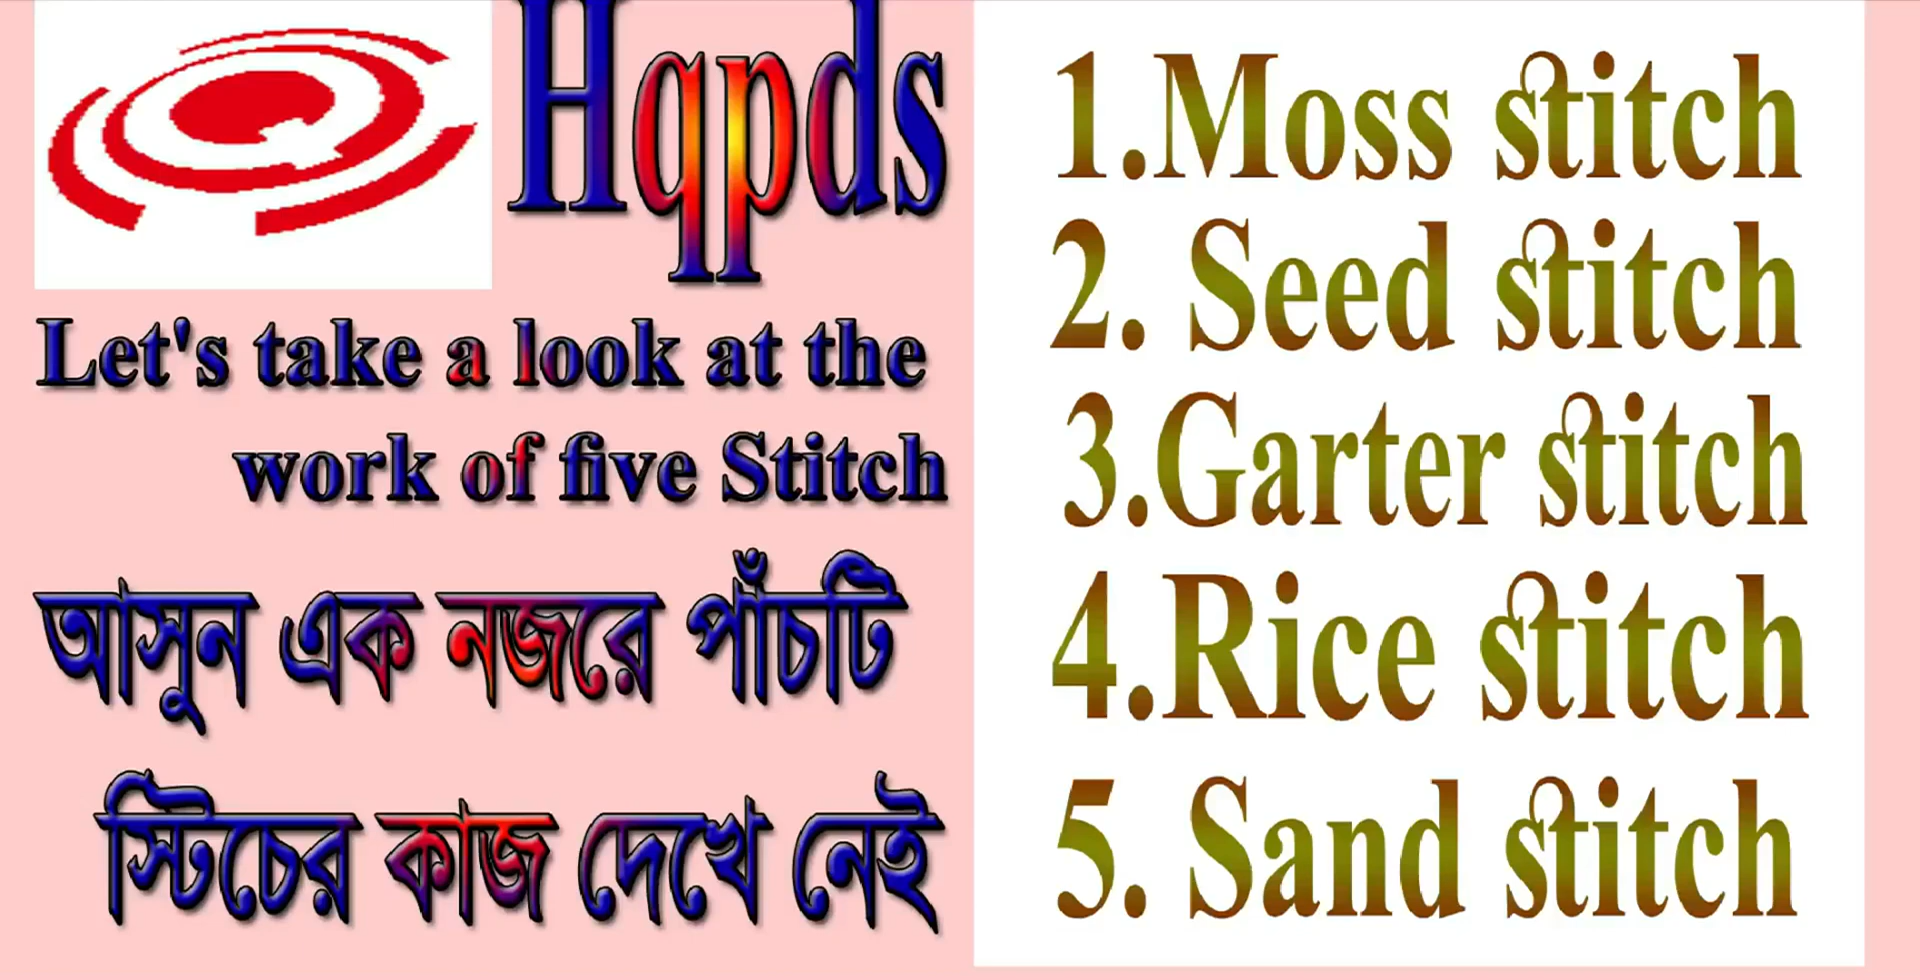 Hqpds
Let's take a look at the
work of five Stitch
আসুন এক নজরে পাঁচটি
স্টিচের কাজ দেখে নেই
1.Moss stitch
2. Seed stitch
3.Garter stitch
4.Rice stitch
5. Sand stitch